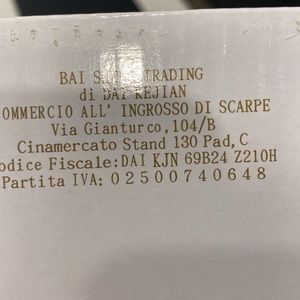 BAI TRADING
di DAI KEJIAN
OMMERCIO ALL' INGROSSO DI SCARPE
Via Gianturco, 104/B
Cinamercato Stand 130 Pad, C
odice Fiscale: DAI KJN 69B24 Z210H
Partita IVA: 02500740648